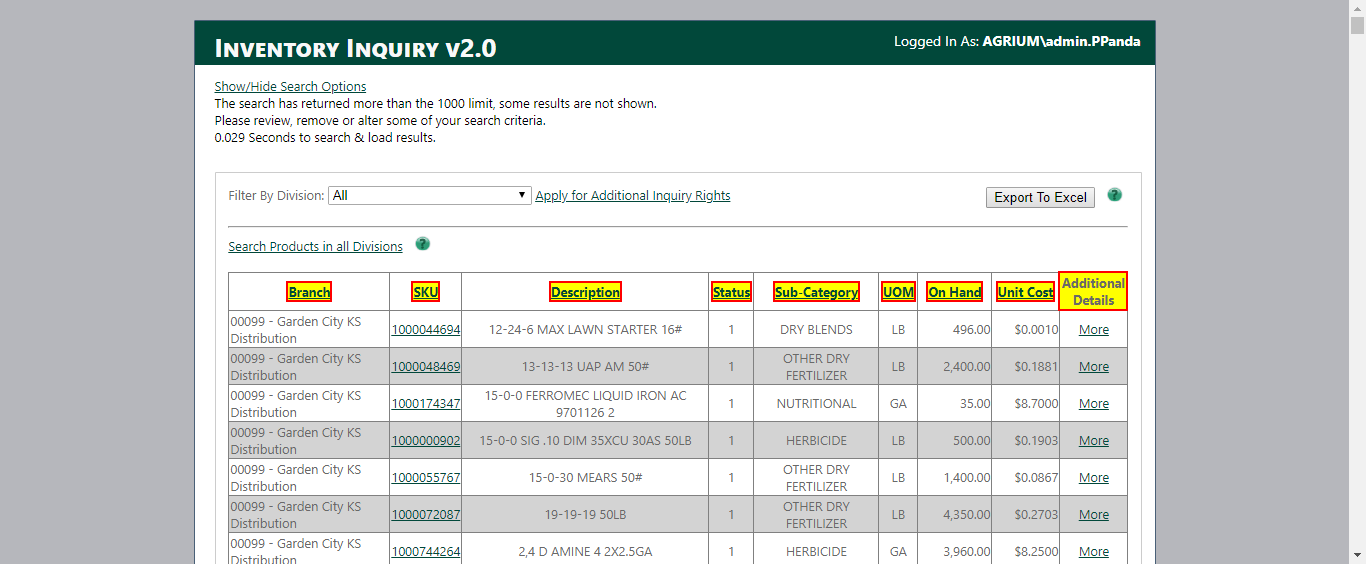 INVENTORY INQUIRY V2.0
Logged In As: AGRIUM\admin.PPanda
Show/Hide Search Options
The search has returned more than the 1000 limit, some results are not shown.
Please review, remove or alter some of your search criteria.
0.029 Seconds to search & load results.
Filter By Division: All Apply for Additional Inquiry Rights Export To Excel ?
Search Products in all Divisions ?
Branch SKU Description Status Sub-Category UOM On Hand Unit Cost Additional Details
00099 - Garden City KS Distribution 1000044694 12-24-6 MAX LAWN STARTER 16# 1 DRY BLENDS LB 496.00 $0.0010 More
00099 - Garden City KS Distribution 1000048469 13-13-13 UAP AM 50# 1 OTHER DRY FERTILIZER LB 2,400.00 $0.1881 More
00099 - Garden City KS Distribution 1000174347 15-0-0 FERROMEC LIQUID IRON AC 9701126 2 1 NUTRITIONAL GA 35.00 $8.7000 More
00099 - Garden City KS Distribution 1000000902 15-0-0 SIG .10 DIM 35XCU 30AS 50LB 1 HERBICIDE LB 500.00 $0.1903 More
00099 - Garden City KS Distribution 1000055767 15-0-30 MEARS 50# 1 OTHER DRY FERTILIZER LB 1,400.00 $0.0867 More
00099 - Garden City KS Distribution 1000072087 19-19-19 50LB 1 OTHER DRY FERTILIZER LB 4,350.00 $0.2703 More
00099 - Garden City KS Distribution 1000744264 2,4 D AMINE 4 2X2.5GA 1 HERBICIDE GA 3,960.00 $8.2500 More